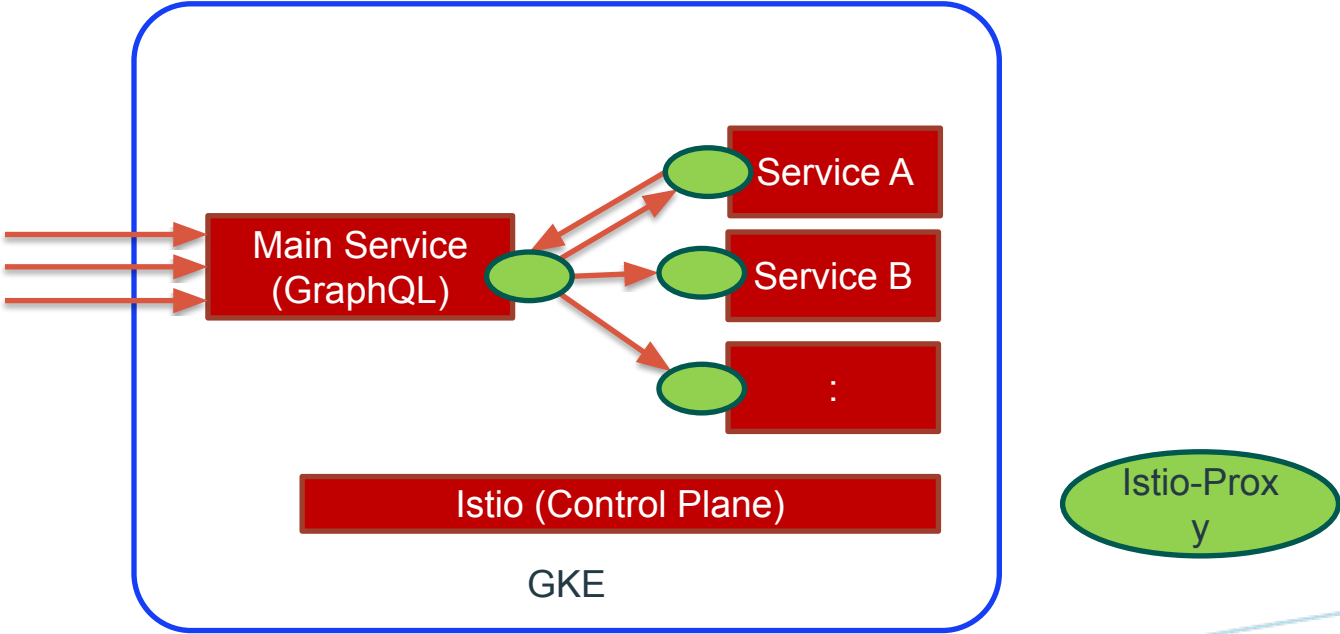 Service A
Main Service
(GraphQL)
Service B
:
Istio (Control Plane)
Istio-Prox
y
GKE